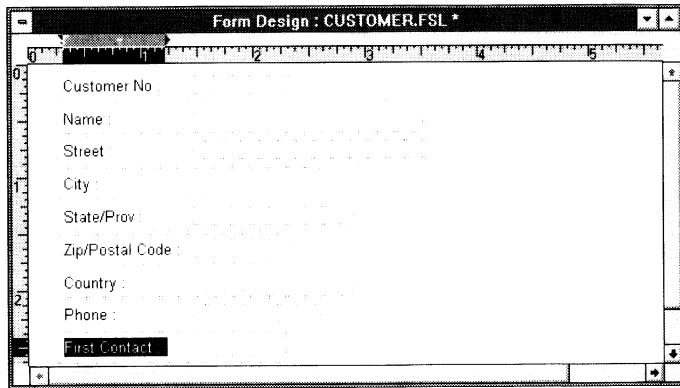 Form Design : CUSTOMER.FSL *
0 1 2 3 4 5
0
Customer No :
Name :
Street :
1
City :
State/Prov :
Zip/Postal Code :
Country :
2
Phone :
First Contact